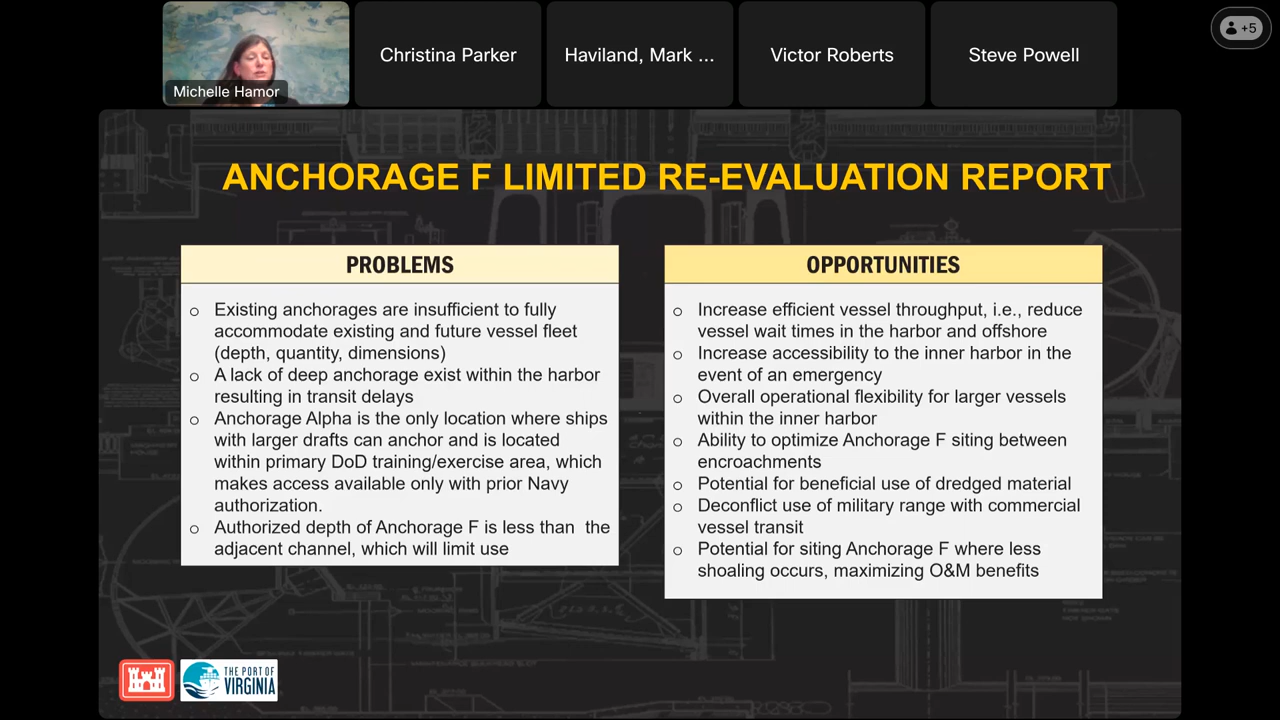 Michelle Hamor
Christina Parker
Haviland, Mark ...
Victor Roberts
Steve Powell
+5
ANCHORAGE F LIMITED RE-EVALUATION REPORT
PROBLEMS
o Existing anchorages are insufficient to fully
accommodate existing and future vessel fleet
(depth, quantity, dimensions)
o A lack of deep anchorage exist within the harbor
resulting in transit delays
o Anchorage Alpha is the only location where ships
with larger drafts can anchor and is located
within primary DoD training/exercise area, which
makes access available only with prior Navy
authorization.
o Authorized depth of Anchorage F is less than the
adjacent channel, which will limit use
OPPORTUNITIES
o Increase efficient vessel throughput, i.e., reduce
vessel wait times in the harbor and offshore
o Increase accessibility to the inner harbor in the
event of an emergency
o Overall operational flexibility for larger vessels
within the inner harbor
o Ability to optimize Anchorage F siting between
encroachments
o Potential for beneficial use of dredged material
o Deconflict use of military range with commercial
vessel transit
o Potential for siting Anchorage F where less
shoaling occurs, maximizing O&M benefits
THE PORT OF
VIRGINIA